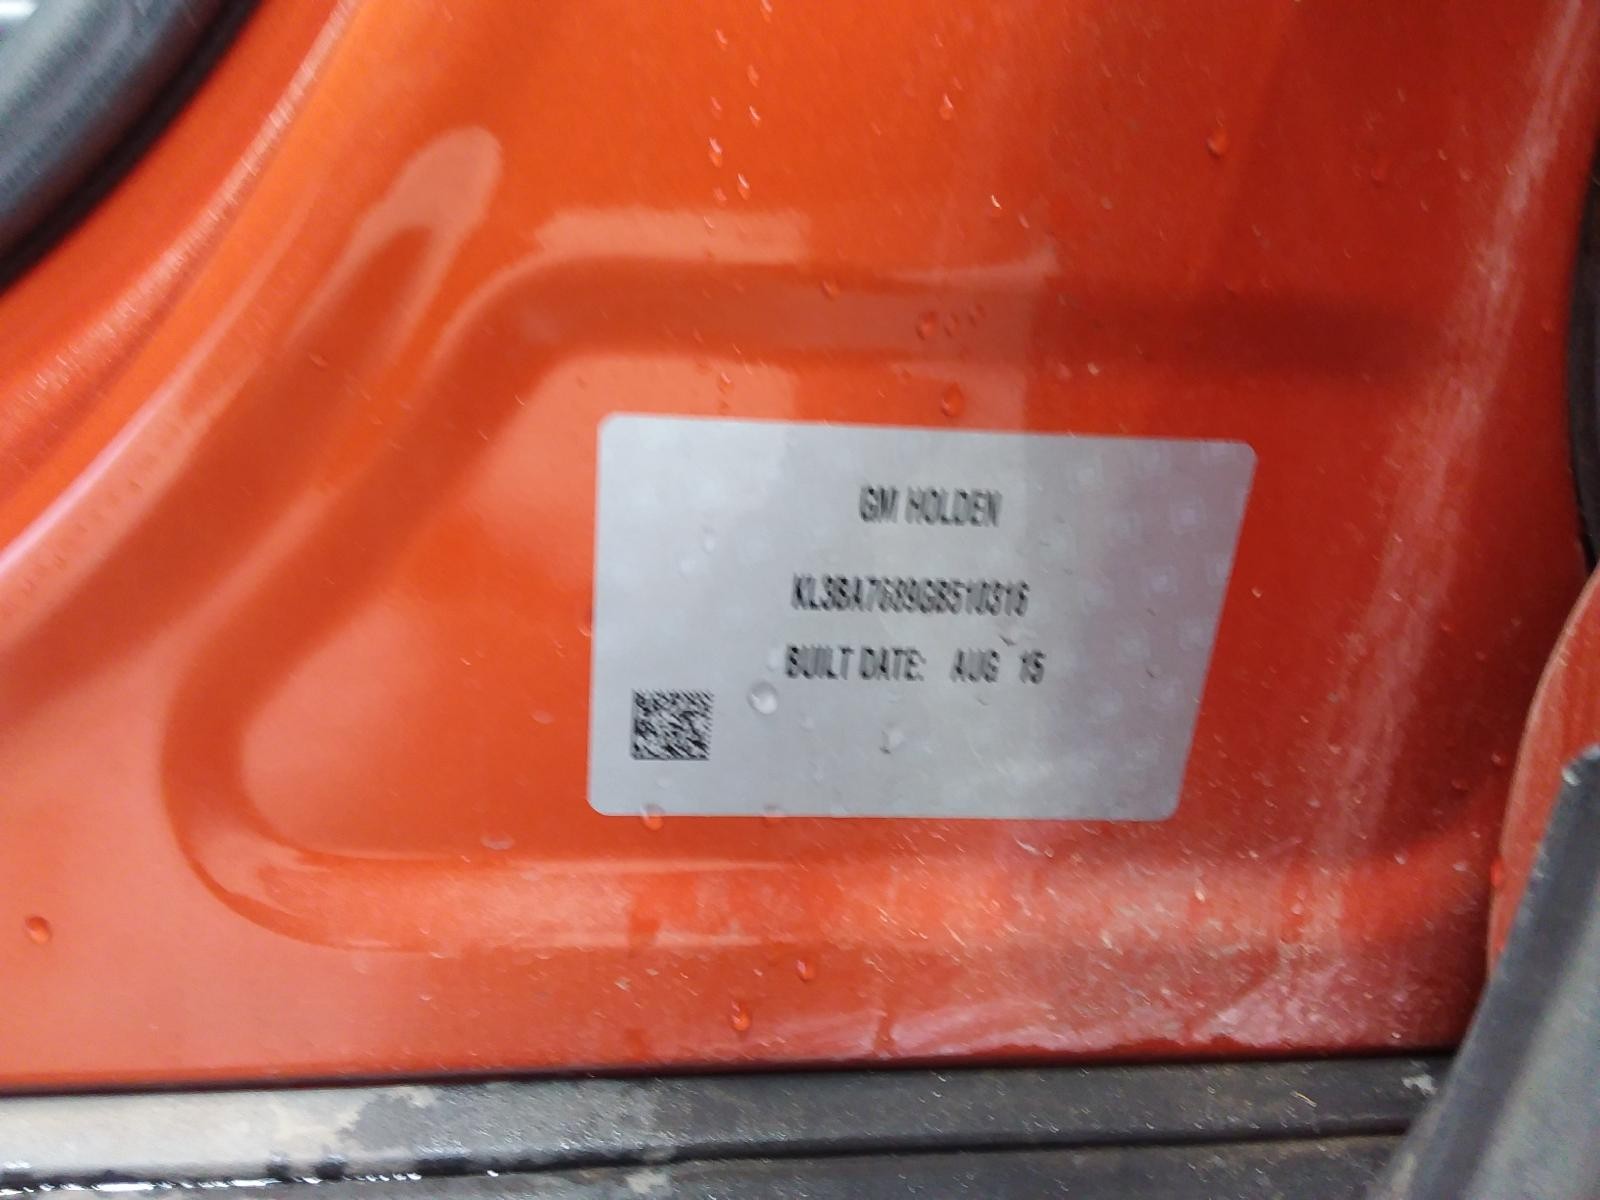 GM HOLDEN
KL3BA7689GB510316
BUILT DATE: AUG 15